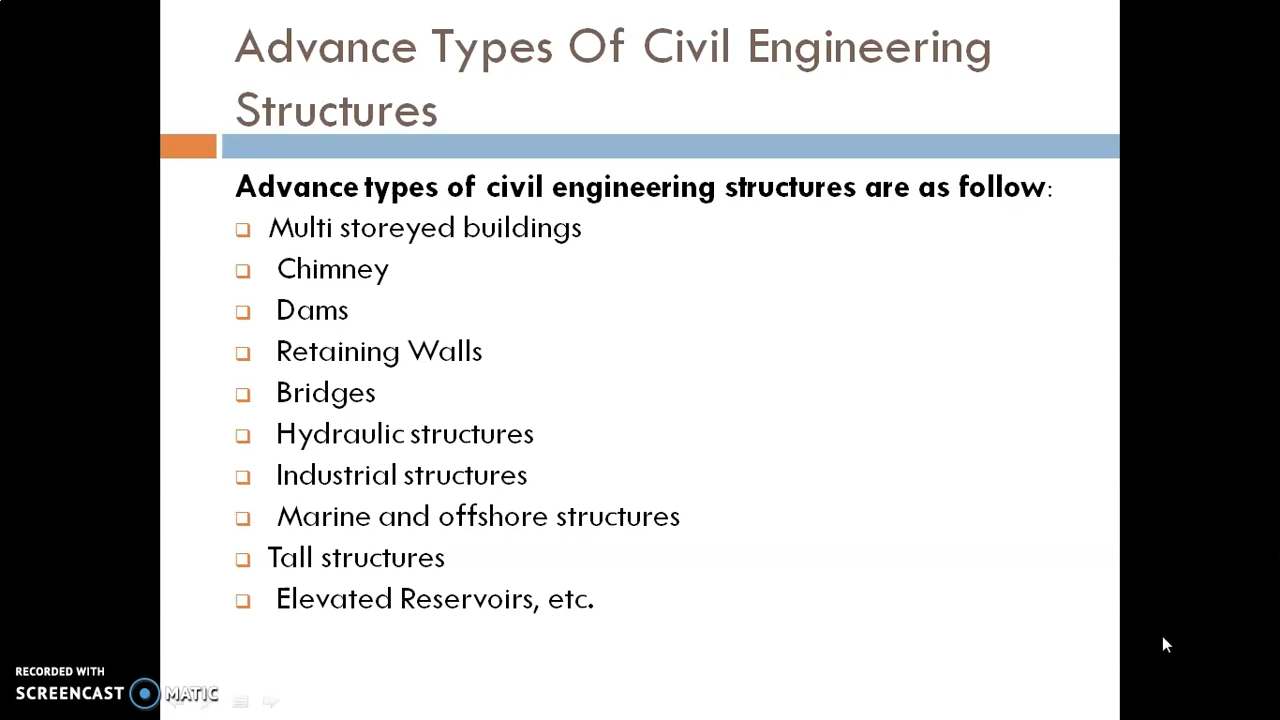 Advance Types Of Civil Engineering
Structures
Advance types of civil engineering structures are as follow:
Multi storeyed buildings
Chimney
Dams
Retaining Walls
Bridges
Hydraulic structures
Industrial structures
Marine and offshore structures
Tall structures
Elevated Reservoirs, etc.
RECORDED WITH
SCREENCAST MATIC